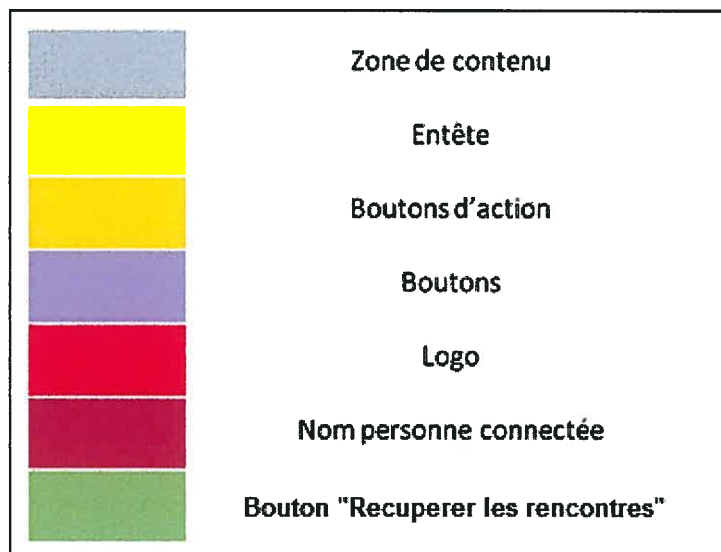 Zone de contenu
Entête
Boutons d'action
Boutons
Logo
Nom personne connectée
Bouton "Recuperer les rencontres"